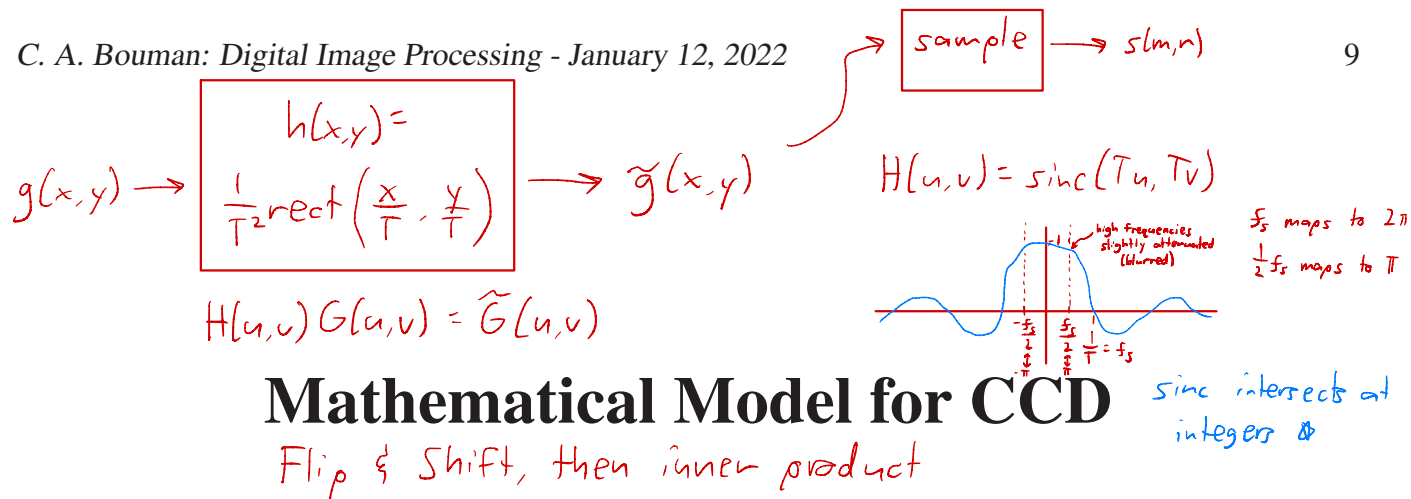 C. A. Bouman: Digital Image Processing - January 12, 2022
9
sample → s(m,n)
g(x,y) →
h(x,y) =
1/T² rect(x/T, y/T)
→ g̃(x,y)
H(u,v) = sinc(Tu, Tv)
high frequencies
slightly attenuated
(blurred)
1
-fs/2 ↕ -π
fs/2 ↕ π
1/T = fs
fs maps to 2π
1/2 fs maps to π
H(u,v) G(u,v) = G̃(u,v)
Mathematical Model for CCD
sinc intersects at
integers
Flip & Shift, then inner product